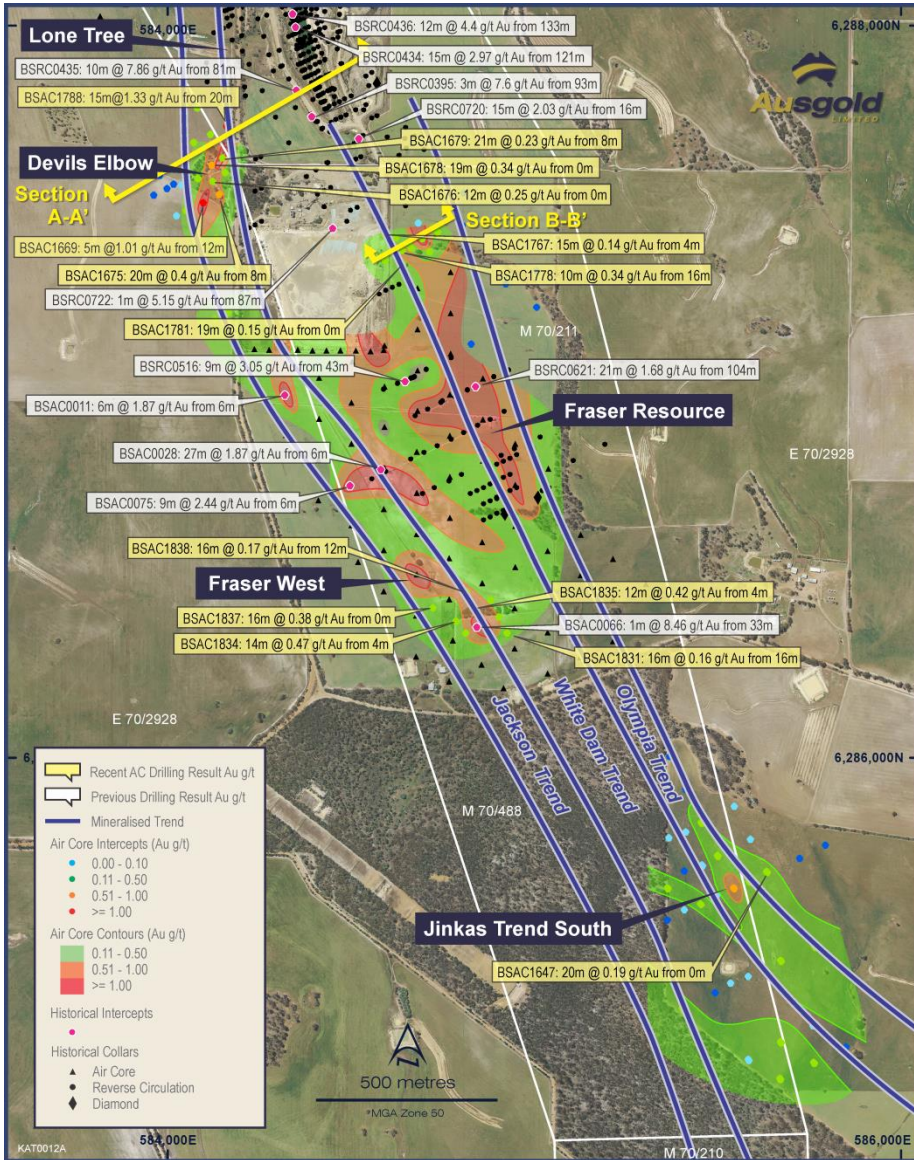 584,000E
6,288,000N
Lone Tree
BSRC0436: 12m @ 4.4 g/t Au from 133m
BSRC0434: 15m @ 2.97 g/t Au from 121m
BSRC0435: 10m @ 7.86 g/t Au from 81m
BSRC0395: 3m @ 7.6 g/t Au from 93m
BSAC1788: 15m@1.33 g/t Au from 20m
BSRC0720: 15m @ 2.03 g/t Au from 16m
Ausgold
LIMITED
BSAC1679: 21m @ 0.23 g/t Au from 8m
Devils Elbow
BSAC1678: 19m @ 0.34 g/t Au from 0m
Section
A-A’
BSAC1676: 12m @ 0.25 g/t Au from 0m
Section B-B’
BSAC1669: 5m @1.01 g/t Au from 12m
BSAC1767: 15m @ 0.14 g/t Au from 4m
BSAC1675: 20m @ 0.4 g/t Au from 8m
BSAC1778: 10m @ 0.34 g/t Au from 16m
BSRC0722: 1m @ 5.15 g/t Au from 87m
BSAC1781: 19m @ 0.15 g/t Au from 0m
M 70/211
BSRC0516: 9m @ 3.05 g/t Au from 43m
BSRC0621: 21m @ 1.68 g/t Au from 104m
BSAC0011: 6m @ 1.87 g/t Au from 6m
Fraser Resource
BSAC0028: 27m @ 1.87 g/t Au from 6m
E 70/2928
BSAC0075: 9m @ 2.44 g/t Au from 6m
BSAC1838: 16m @ 0.17 g/t Au from 12m
Fraser West
BSAC1835: 12m @ 0.42 g/t Au from 4m
BSAC1837: 16m @ 0.38 g/t Au from 0m
BSAC0066: 1m @ 8.46 g/t Au from 33m
BSAC1834: 14m @ 0.47 g/t Au from 4m
BSAC1831: 16m @ 0.16 g/t Au from 16m
E 70/2928
Jackson Trend
White Dam Trend
Olympia Trend
6,286,000N
M 70/488
Recent AC Drilling Result Au g/t
Previous Drilling Result Au g/t
Mineralised Trend
Air Core Intercepts (Au g/t)
0.00 - 0.10
0.11 - 0.50
0.51 - 1.00
>= 1.00
Air Core Contours (Au g/t)
0.11 - 0.50
0.51 - 1.00
>= 1.00
Historical Intercepts
Historical Collars
Air Core
Reverse Circulation
Diamond
Jinkas Trend South
BSAC1647: 20m @ 0.19 g/t Au from 0m
N
500 metres
*MGA Zone 50
KAT0012A
584,000E
M 70/210
586,000E